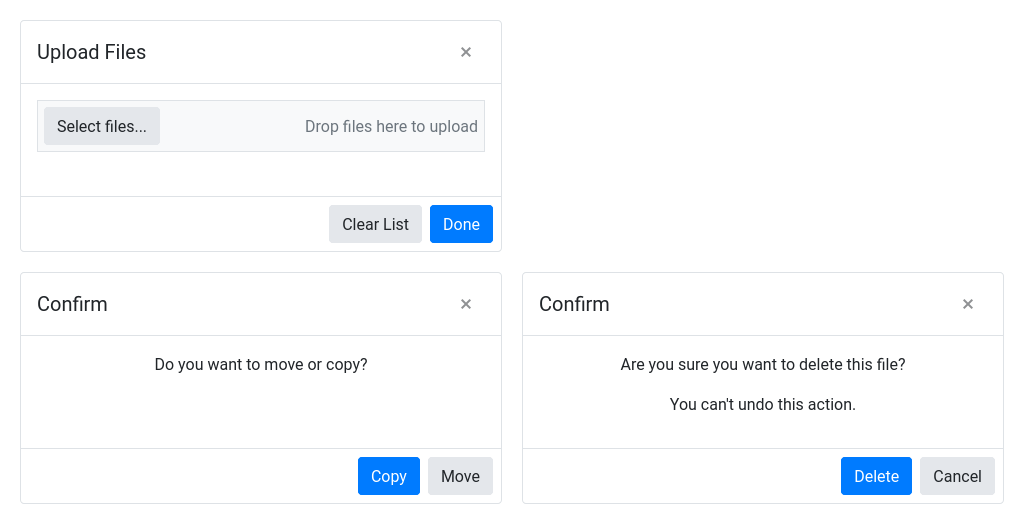 Upload Files ×
Select files... Drop files here to upload
Clear List Done
Confirm ×
Do you want to move or copy?
Copy Move
Confirm ×
Are you sure you want to delete this file?
You can't undo this action.
Delete Cancel